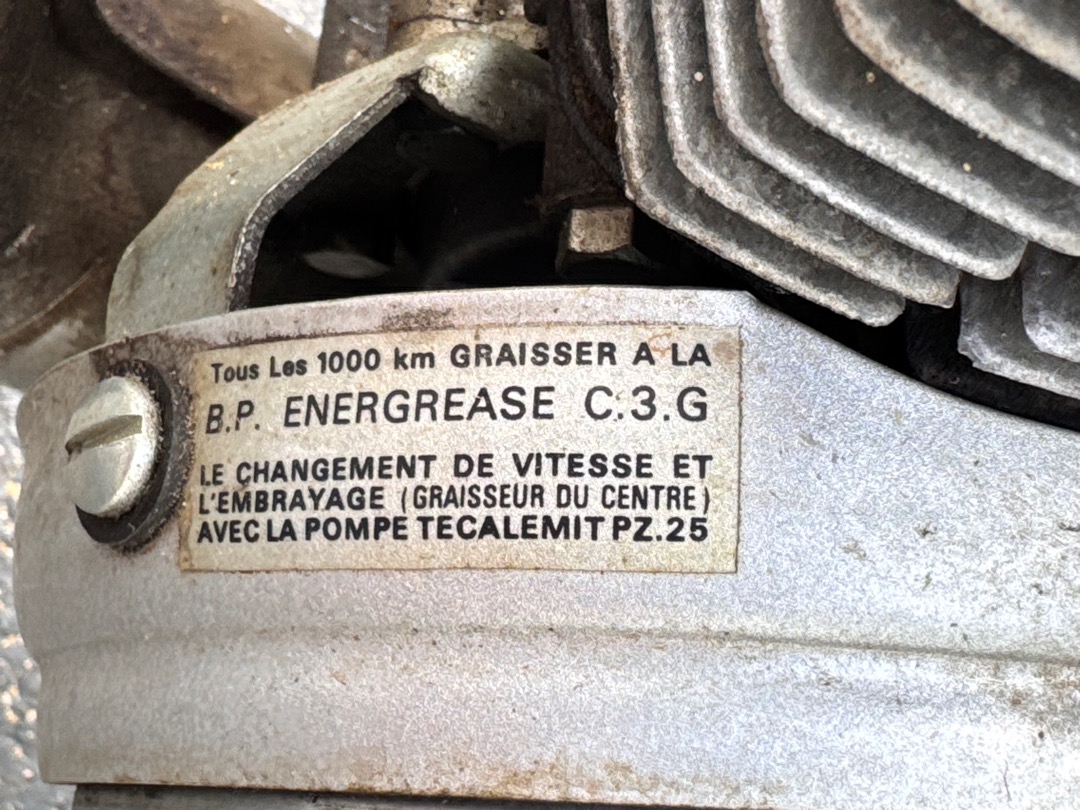 Tous Les 1000 km GRAISSER A LA
B.P. ENERGREASE C.3.G
LE CHANGEMENT DE VITESSE ET
L'EMBRAYAGE (GRAISSEUR DU CENTRE)
AVEC LA POMPE TECALEMIT PZ.25